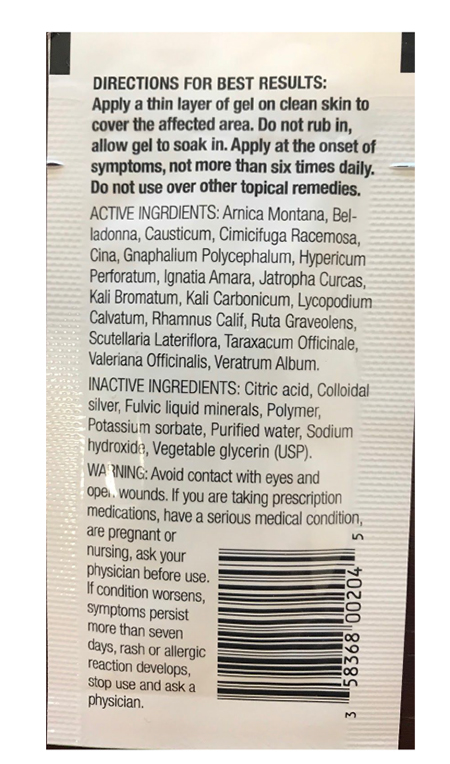 DIRECTIONS FOR BEST RESULTS:
Apply a thin layer of gel on clean skin to
cover the affected area. Do not rub in,
allow gel to soak in. Apply at the onset of
symptoms, not more than six times daily.
Do not use over other topical remedies.
ACTIVE INGRDIENTS: Arnica Montana, Bel-
ladonna, Causticum, Cimicifuga Racemosa,
Cina, Gnaphalium Polycephalum, Hypericum
Perforatum, Ignatia Amara, Jatropha Curcas,
Kali Bromatum, Kali Carbonicum, Lycopodium
Calvatum, Rhamnus Calif, Ruta Graveolens,
Scutellaria Lateriflora, Taraxacum Officinale,
Valeriana Officinalis, Veratrum Album.
INACTIVE INGREDIENTS: Citric acid, Colloidal
silver, Fulvic liquid minerals, Polymer,
Potassium sorbate, Purified water, Sodium
hydroxide, Vegetable glycerin (USP).
WARNING: Avoid contact with eyes and
open wounds. If you are taking prescription
medications, have a serious medical condition,
are pregnant or
nursing, ask your
physician before use.
If condition worsens,
symptoms persist
more than seven
days, rash or allergic
reaction develops,
stop use and ask a
physician.
3 58368 00204 5